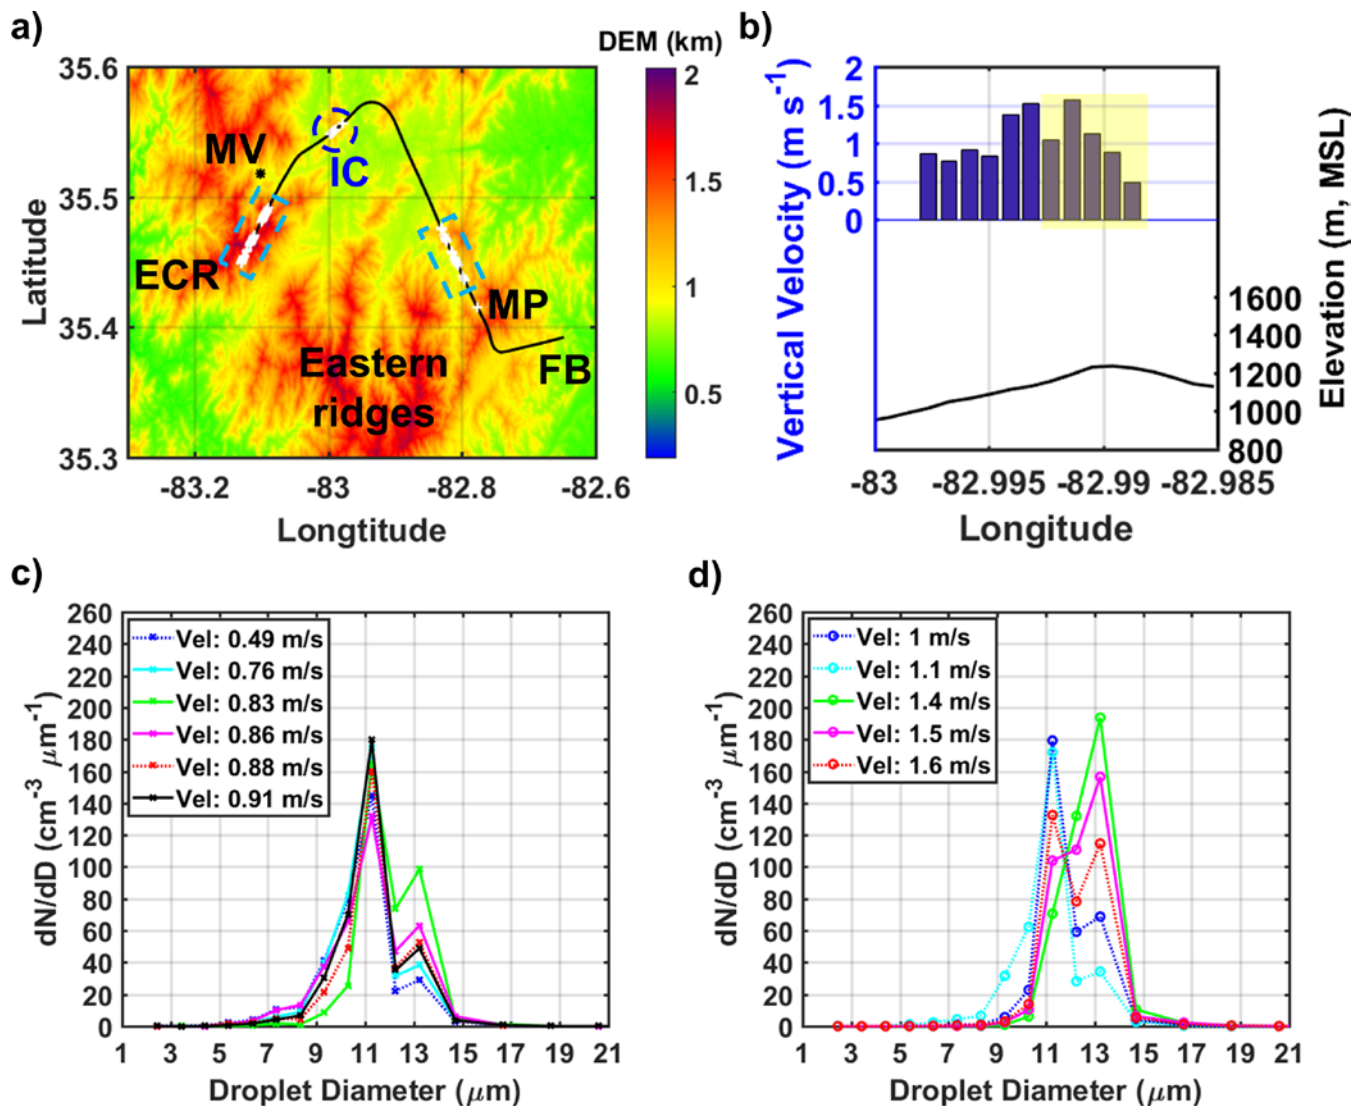 a)
DEM (km)
35.6
35.5
35.4
35.3
Latitude
MV
IC
ECR
MP
FB
Eastern
ridges
-83.2
-83
-82.8
-82.6
Longtitude
2
1.5
1
0.5
b)
2
1.5
1
0.5
0
Vertical Velocity (m s-1)
1600
1400
1200
1000
800
Elevation (m, MSL)
-83
-82.995
-82.99
-82.985
Longitude
c)
260
240
220
200
180
160
140
120
100
80
60
40
20
0
dN/dD (cm-3 μm-1)
Vel: 0.49 m/s
Vel: 0.76 m/s
Vel: 0.83 m/s
Vel: 0.86 m/s
Vel: 0.88 m/s
Vel: 0.91 m/s
1 3 5 7 9 11 13 15 17 19 21
Droplet Diameter (μm)
d)
260
240
220
200
180
160
140
120
100
80
60
40
20
0
dN/dD (cm-3 μm-1)
Vel: 1 m/s
Vel: 1.1 m/s
Vel: 1.4 m/s
Vel: 1.5 m/s
Vel: 1.6 m/s
1 3 5 7 9 11 13 15 17 19 21
Droplet Diameter (μm)